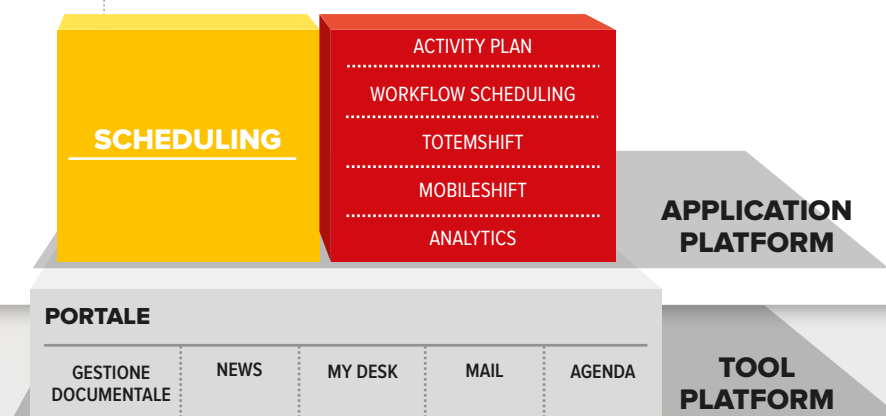 SCHEDULING
ACTIVITY PLAN
WORKFLOW SCHEDULING
TOTEMSHIFT
MOBILESHIFT
ANALYTICS
APPLICATION
PLATFORM
PORTALE
GESTIONE
DOCUMENTALE
NEWS
MY DESK
MAIL
AGENDA
TOOL
PLATFORM